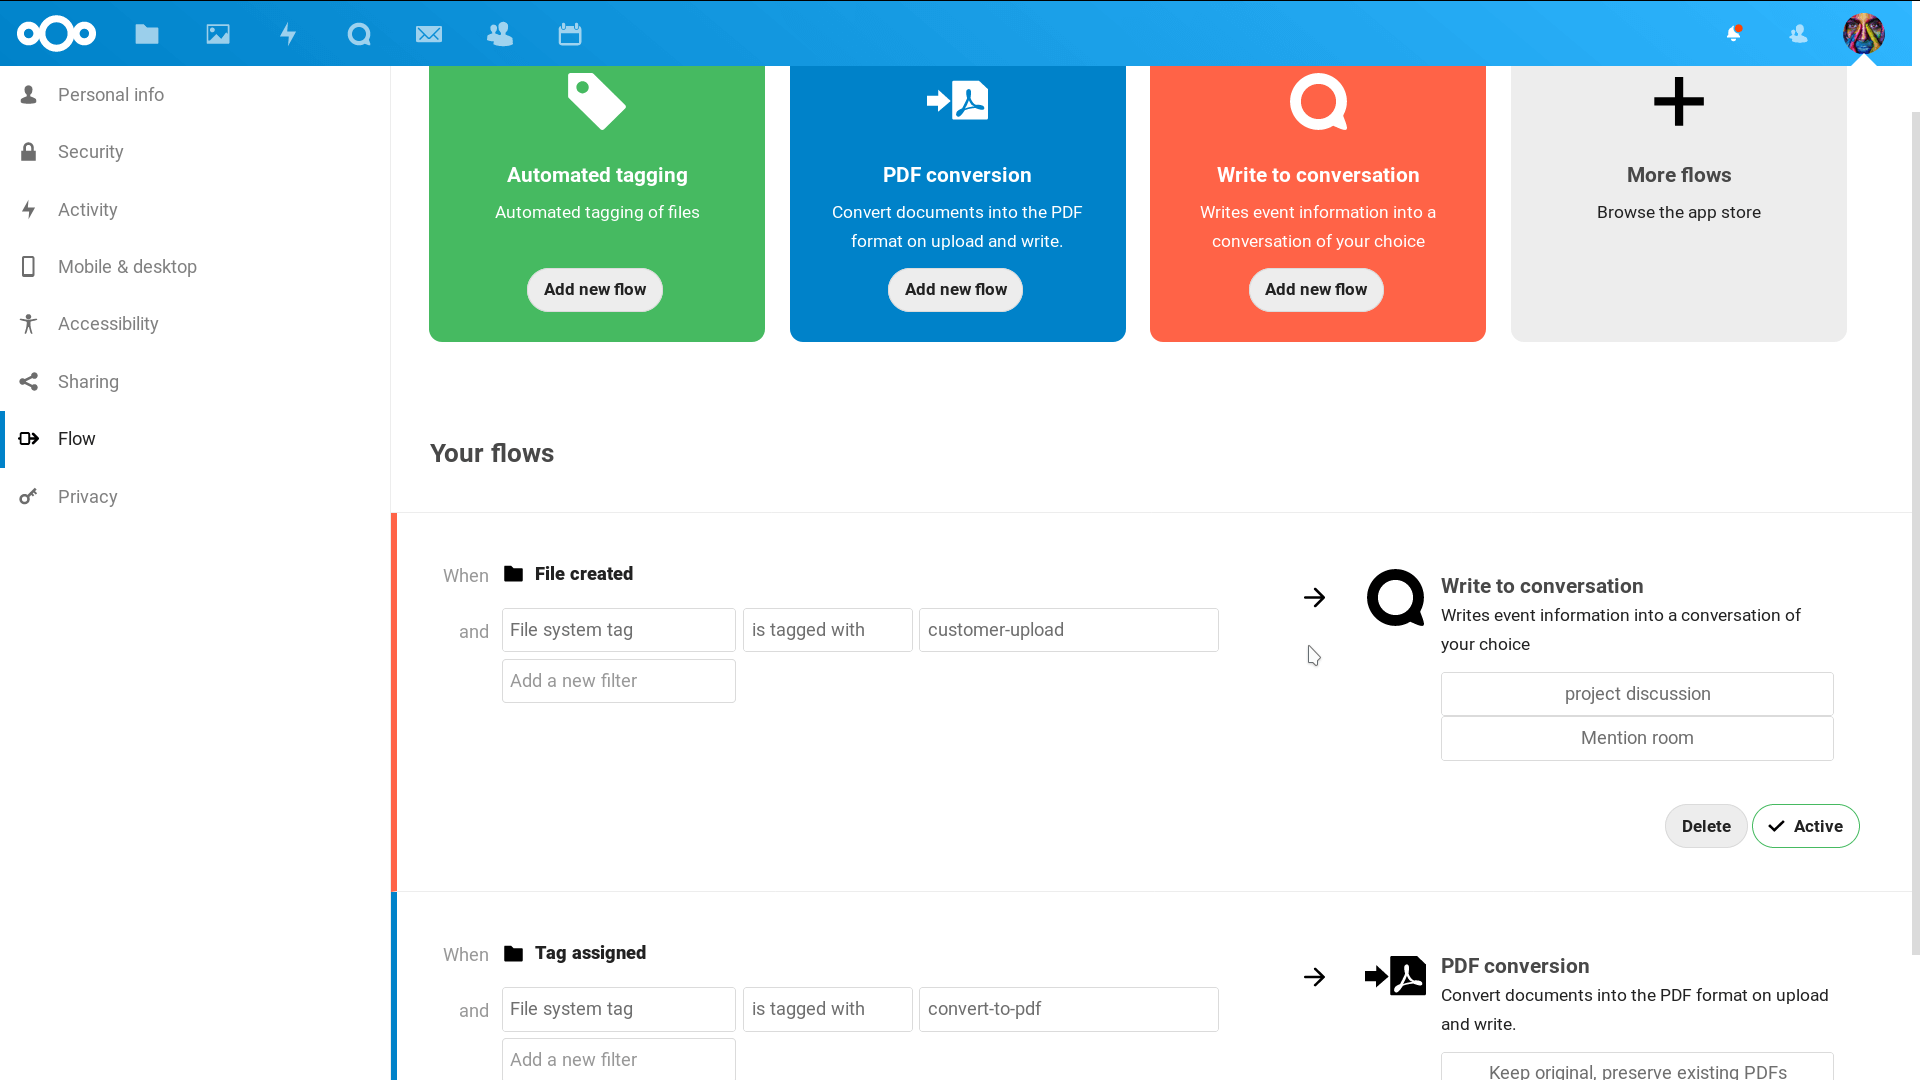 Personal info
Security
Activity
Mobile & desktop
Accessibility
Sharing
Flow
Privacy
Automated tagging
Automated tagging of files
Add new flow
PDF conversion
Convert documents into the PDF
format on upload and write.
Add new flow
Write to conversation
Writes event information into a
conversation of your choice
Add new flow
More flows
Browse the app store
Your flows
When File created
and File system tag is tagged with customer-upload
Add a new filter
Write to conversation
Writes event information into a conversation of
your choice
project discussion
Mention room
Delete Active
When Tag assigned
and File system tag is tagged with convert-to-pdf
Add a new filter
PDF conversion
Convert documents into the PDF format on upload
and write.
Keep original, preserve existing PDFs